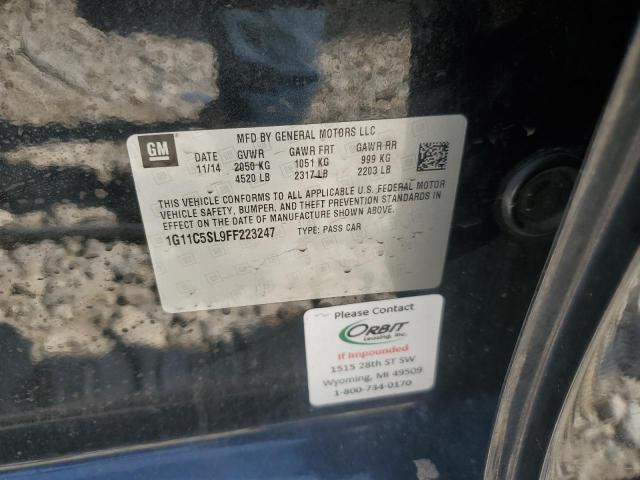 GM
MFD BY GENERAL MOTORS LLC
DATE GVWR GAWR FRT GAWR RR
11/14 2050 KG 1051 KG 999 KG
4520 LB 2317 LB 2203 LB
THIS VEHICLE CONFORMS TO ALL APPLICABLE U.S. FEDERAL MOTOR
VEHICLE SAFETY, BUMPER, AND THEFT PREVENTION STANDARDS IN
EFFECT ON THE DATE OF MANUFACTURE SHOWN ABOVE.
1G11C5SL9FF223247 TYPE: PASS CAR
Please Contact
ORBIT
Leasing, Inc.
If Impounded
1515 28th ST SW
Wyoming, MI 49509
1-800-734-0170